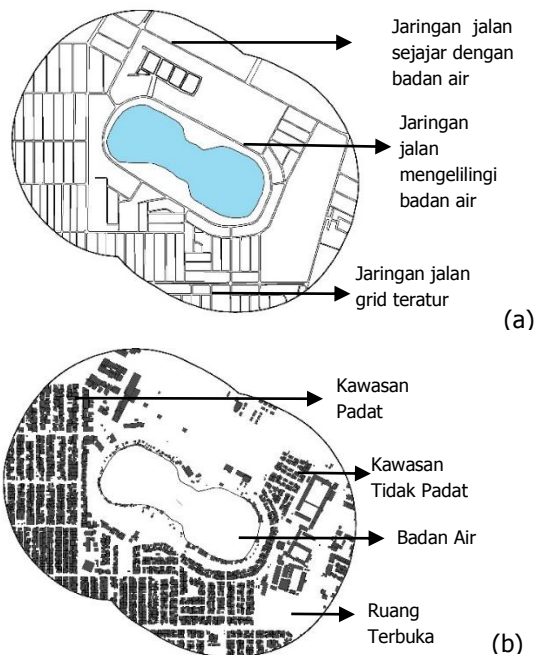 Jaringan jalan
sejajar dengan
badan air
Jaringan
jalan
mengelilingi
badan air
Jaringan jalan
grid teratur
(a)
Kawasan
Padat
Kawasan
Tidak Padat
Badan Air
Ruang
Terbuka
(b)